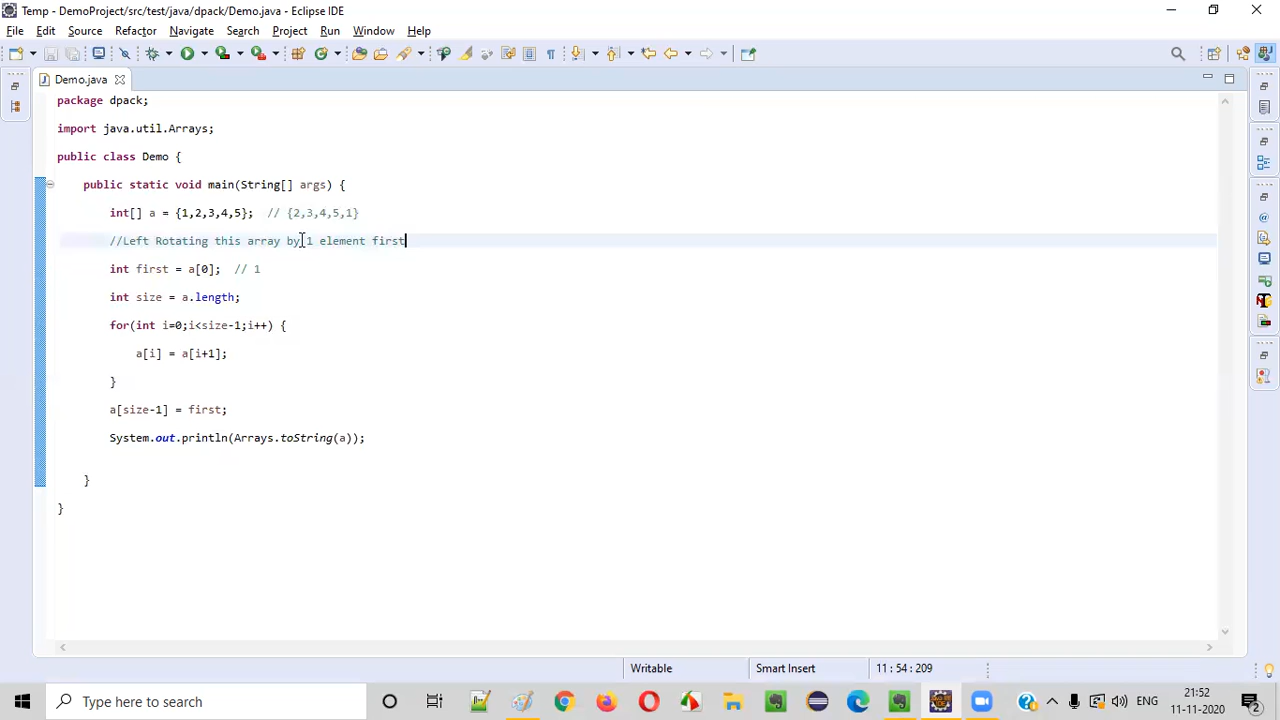 Temp - DemoProject/src/test/java/dpack/Demo.java - Eclipse IDE
File Edit Source Refactor Navigate Search Project Run Window Help
Demo.java
package dpack;
import java.util.Arrays;
public class Demo {
public static void main(String[] args) {
int[] a = {1,2,3,4,5};  // {2,3,4,5,1}
//Left Rotating this array by 1 element first
int first = a[0];  // 1
int size = a.length;
for(int i=0;i<size-1;i++) {
a[i] = a[i+1];
}
a[size-1] = first;
System.out.println(Arrays.toString(a));
}
}
Writable Smart Insert 11 : 54 : 209
Type here to search
ENG
21:52
11-11-2020
2